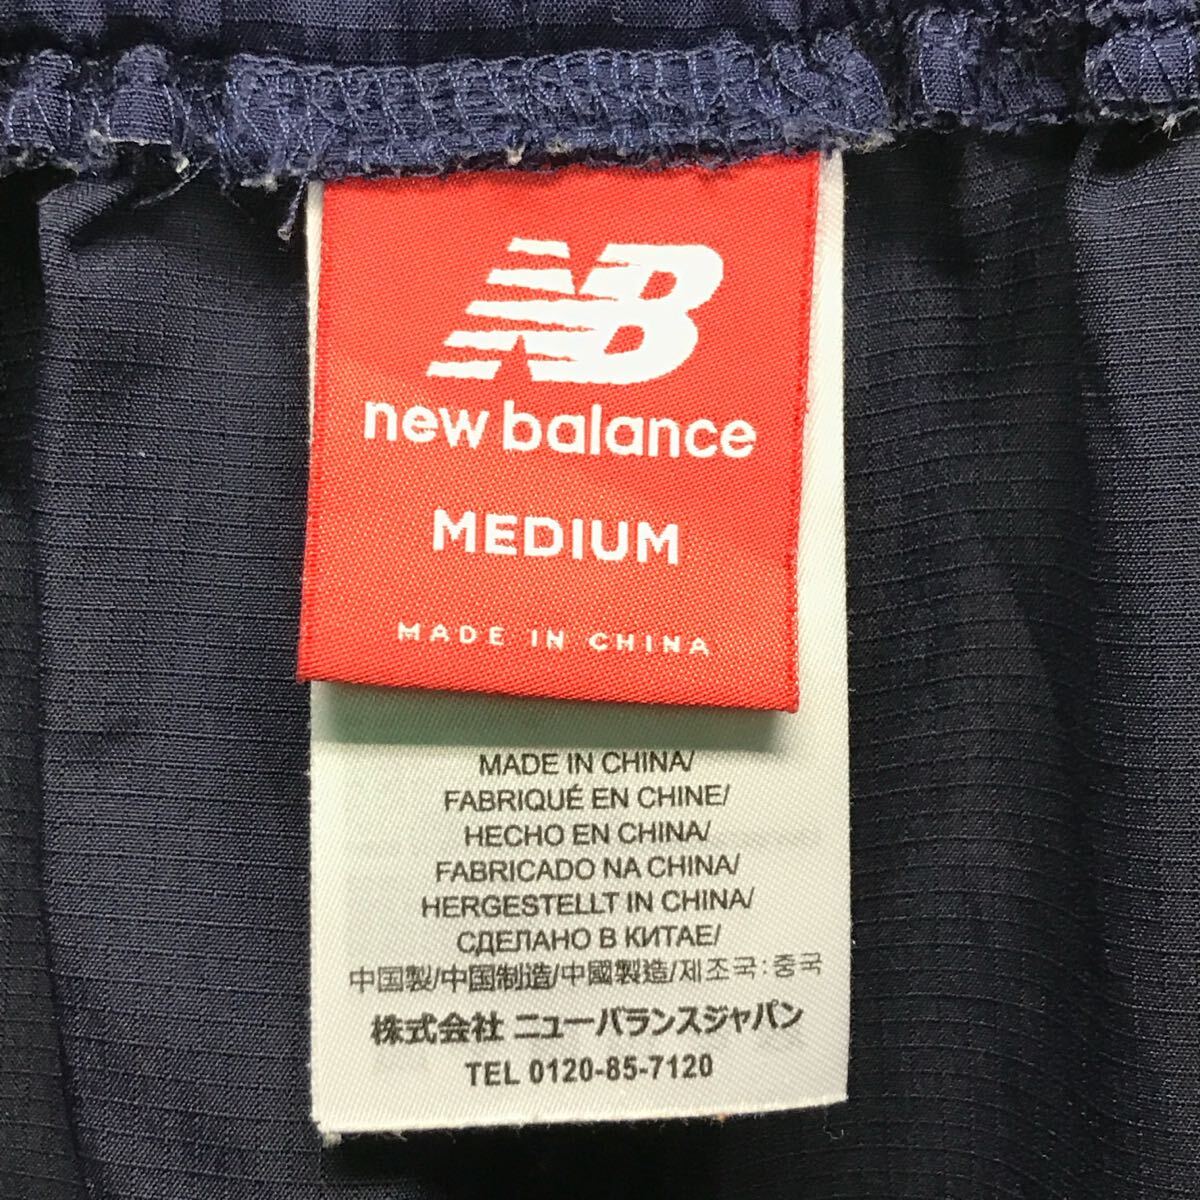 NB
new balance
MEDIUM
MADE IN CHINA
MADE IN CHINA/
FABRIQUÉ EN CHINE/
HECHO EN CHINA/
FABRICADO NA CHINA/
HERGESTELLT IN CHINA/
СДЕЛАНО В КИТАЕ/
中国製/中国制造/中國製造/제조국:중국
株式会社 ニューバランスジャパン
TEL 0120-85-7120